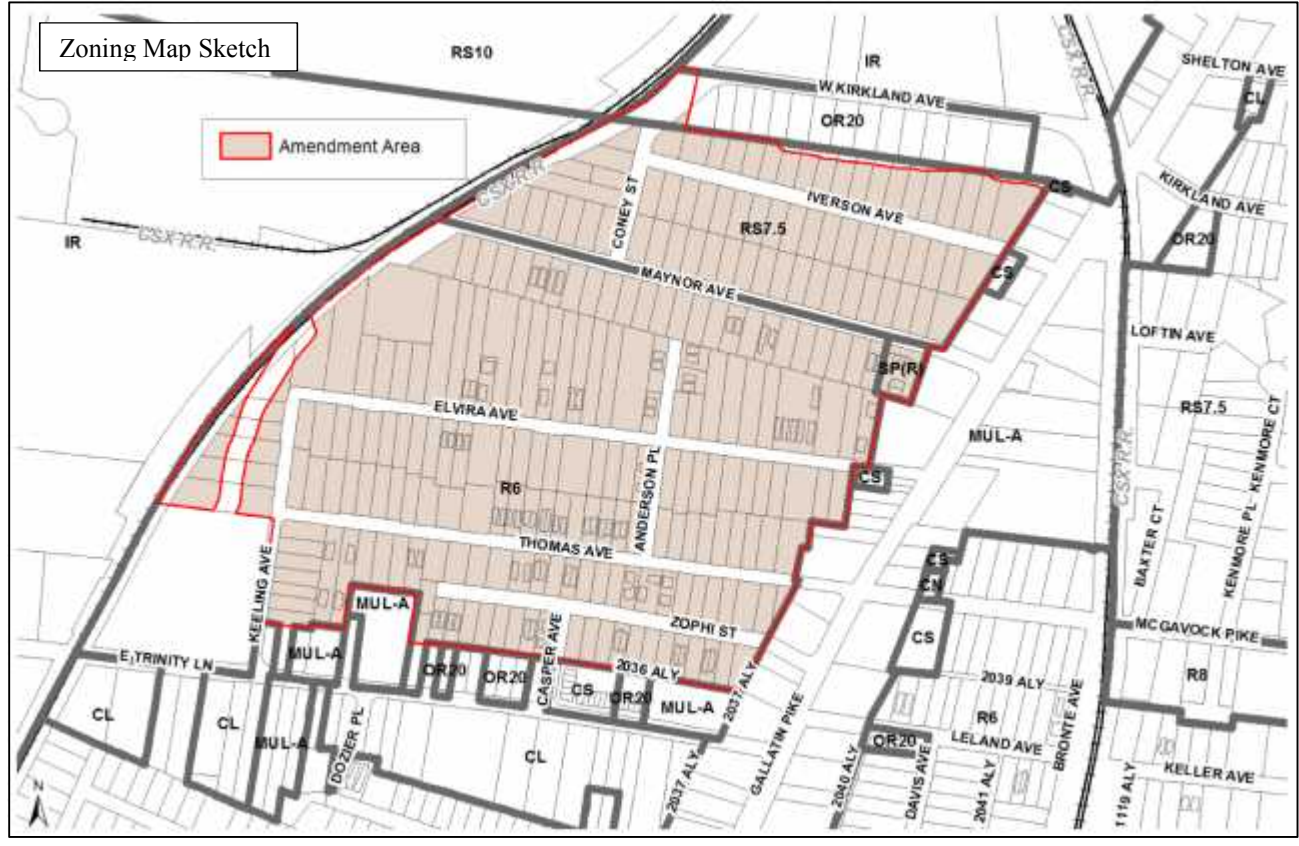 Zoning Map Sketch
RS10
IR
SHELTON AVE
CSX R.R.
W KIRKLAND AVE
CL
OR20
Amendment Area
CSX R.R.
CS
KIRKLAND AVE
CONEY ST
IVERSON AVE
RS7.5
OR20
IR
CSX R.R.
CS
MAYNOR AVE
LOFTIN AVE
SP(R)
ELVIRA AVE
RS7.5
KENMORE CT
MUL-A
CSX R.R.
CS
R6
ANDERSON PL
THOMAS AVE
BAXTER CT
KENMORE PL
CS
CN
KEELING AVE
MUL-A
ZOPHI ST
CS
MCGAVOCK PIKE
E TRINITY LN
MUL-A
CASPER AVE
2036 ALY
OR20
OR20
CS
OR20
MUL-A
2037 ALY
2039 ALY
R8
CL
CL
MUL-A
DOZIER PL
CL
GALLATIN PIKE
R6
BRONTE AVE
OR20
LELAND AVE
KELLER AVE
N
2037 ALY
2040 ALY
DAVIS AVE
2041 ALY
1119 ALY